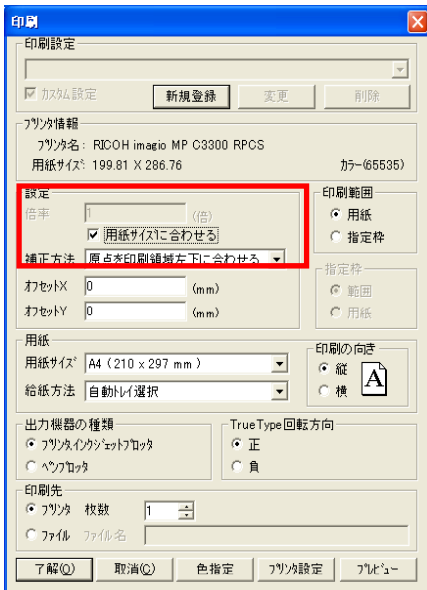 印刷
印刷設定
カスタム設定 新規登録 変更 削除
プリンタ情報
プリンタ名: RICOH imagio MP C3300 RPCS
用紙サイズ: 199.81 X 286.76 カラー(65535)
設定
倍率 1 (倍)
用紙サイズに合わせる
補正方法 原点を印刷領域左下に合わせる
オフセットX 0 (mm)
オフセットY 0 (mm)
印刷範囲
用紙
指定枠
指定枠
範囲
用紙
用紙
用紙サイズ A4 (210 x 297 mm)
給紙方法 自動トレイ選択
印刷の向き
縦
横
A
出力機器の種類
プリンタ,インクジェットプロッタ
ペンプロッタ
TrueType回転方向
正
負
印刷先
プリンタ 枚数 1
ファイル ファイル名
了解(O) 取消(C) 色指定 プリンタ設定 プレビュー